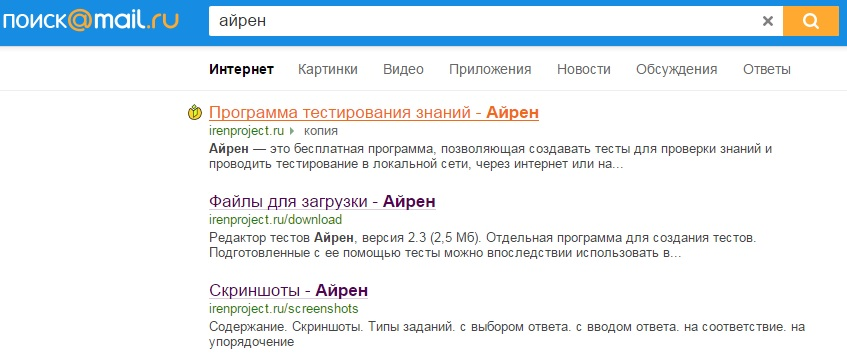 поиск@mail.ru айрен
Интернет Картинки Видео Приложения Новости Обсуждения Ответы
Программа тестирования знаний - Айрен
irenproject.ru копия
Айрен — это бесплатная программа, позволяющая создавать тесты для проверки знаний и
проводить тестирование в локальной сети, через интернет или на...
Файлы для загрузки - Айрен
irenproject.ru/download
Редактор тестов Айрен, версия 2.3 (2,5 Мб). Отдельная программа для создания тестов.
Подготовленные с ее помощью тесты можно впоследствии использовать в...
Скриншоты - Айрен
irenproject.ru/screenshots
Содержание. Скриншоты. Типы заданий. с выбором ответа. с вводом ответа. на соответствие. на
упорядочение